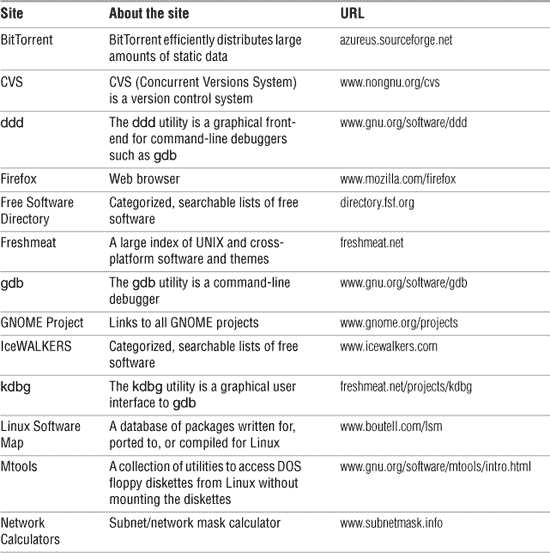 Site About the site URL
BitTorrent BitTorrent efficiently distributes large azureus.sourceforge.net
amounts of static data
CVS CVS (Concurrent Versions System) www.nongnu.org/cvs
is a version control system
ddd The ddd utility is a graphical front- www.gnu.org/software/ddd
end for command-line debuggers
such as gdb
Firefox Web browser www.mozilla.com/firefox
Free Software Categorized, searchable lists of free directory.fsf.org
Directory software
Freshmeat A large index of UNIX and cross- freshmeat.net
platform software and themes
gdb The gdb utility is a command-line www.gnu.org/software/gdb
debugger
GNOME Project Links to all GNOME projects www.gnome.org/projects
IceWALKERS Categorized, searchable lists of free www.icewalkers.com
software
kdbg The kdbg utility is a graphical user freshmeat.net/projects/kdbg
interface to gdb
Linux Software A database of packages written for, www.boutell.com/lsm
Map ported to, or compiled for Linux
Mtools A collection of utilities to access DOS www.gnu.org/software/mtools/intro.html
floppy diskettes from Linux without
mounting the diskettes
Network Subnet/network mask calculator www.subnetmask.info
Calculators